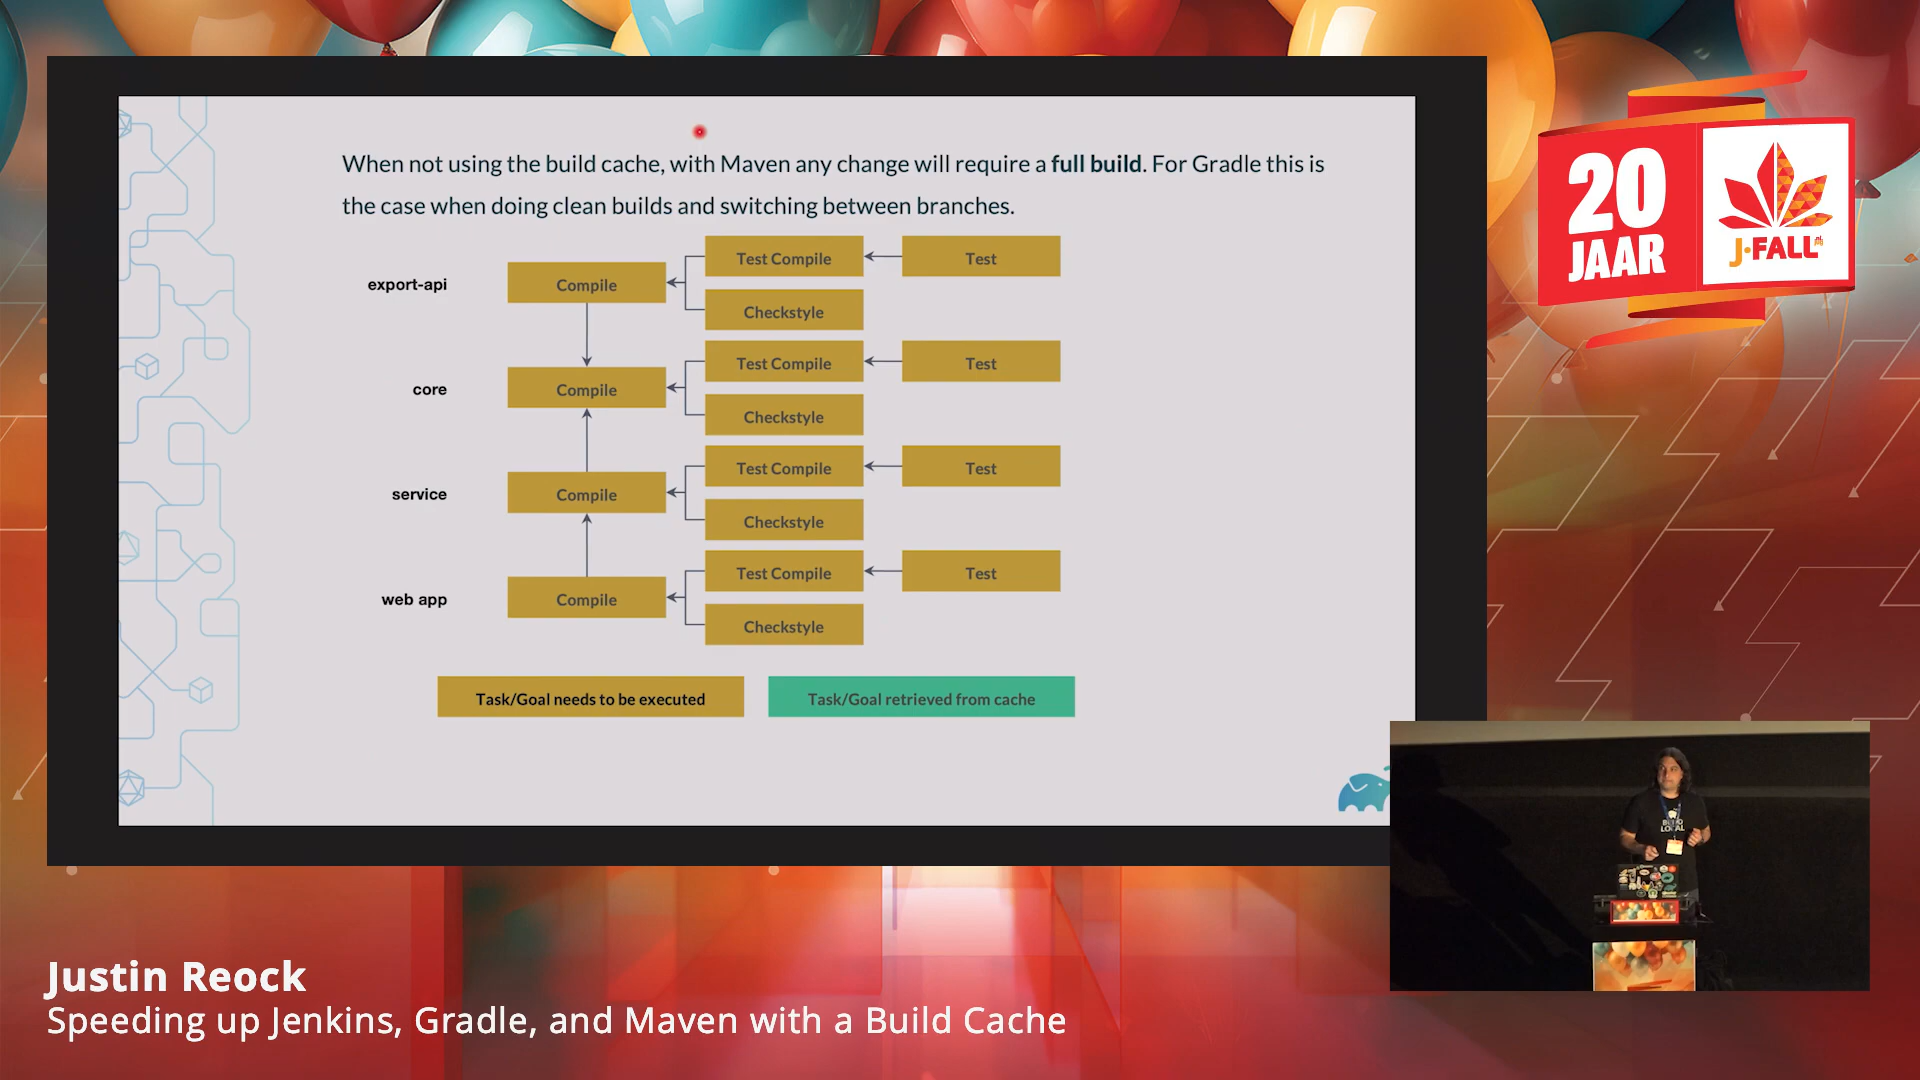 When not using the build cache, with Maven any change will require a full build. For Gradle this is
the case when doing clean builds and switching between branches.
export-api
Compile
Test Compile
Test
Checkstyle
core
Compile
Test Compile
Test
Checkstyle
service
Compile
Test Compile
Test
Checkstyle
web app
Compile
Test Compile
Test
Checkstyle
Task/Goal needs to be executed
Task/Goal retrieved from cache
20
JAAR
J-FALL
Justin Reock
Speeding up Jenkins, Gradle, and Maven with a Build Cache